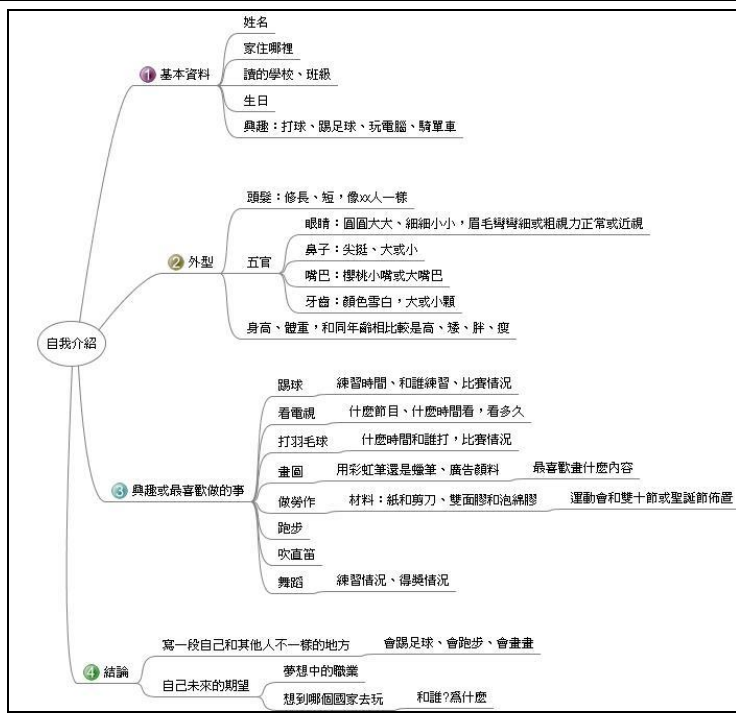 姓名
家住哪裡
讀的學校、班級
生日
興趣：打球、踢足球、玩電腦、騎單車
1 基本資料
頭髮：修長、短，像xx人一樣
眼睛：圓圓大大、細細小小，眉毛彎彎細或粗視力正常或近視
鼻子：尖挺、大或小
五官
嘴巴：櫻桃小嘴或大嘴巴
牙齒：顏色雪白，大或小顆
身高、體重，和同年齡相比較是高、矮、胖、瘦
2 外型
自我介紹
踢球 練習時間、和誰練習、比賽情況
看電視 什麼節目、什麼時間看，看多久
打羽毛球 什麼時間和誰打，比賽情況
畫圖 用彩虹筆還是蠟筆、廣告顏料 最喜歡畫什麼內容
3 興趣或最喜歡做的事
做勞作 材料：紙和剪刀、雙面膠和泡綿膠 運動會和雙十節或聖誕節佈置
跑步
吹直笛
舞蹈 練習情況、得獎情況
寫一段自己和其他人不一樣的地方 會踢足球、會跑步、會畫畫
4 結論
自己未來的期望
夢想中的職業
想到哪個國家去玩 和誰?為什麼